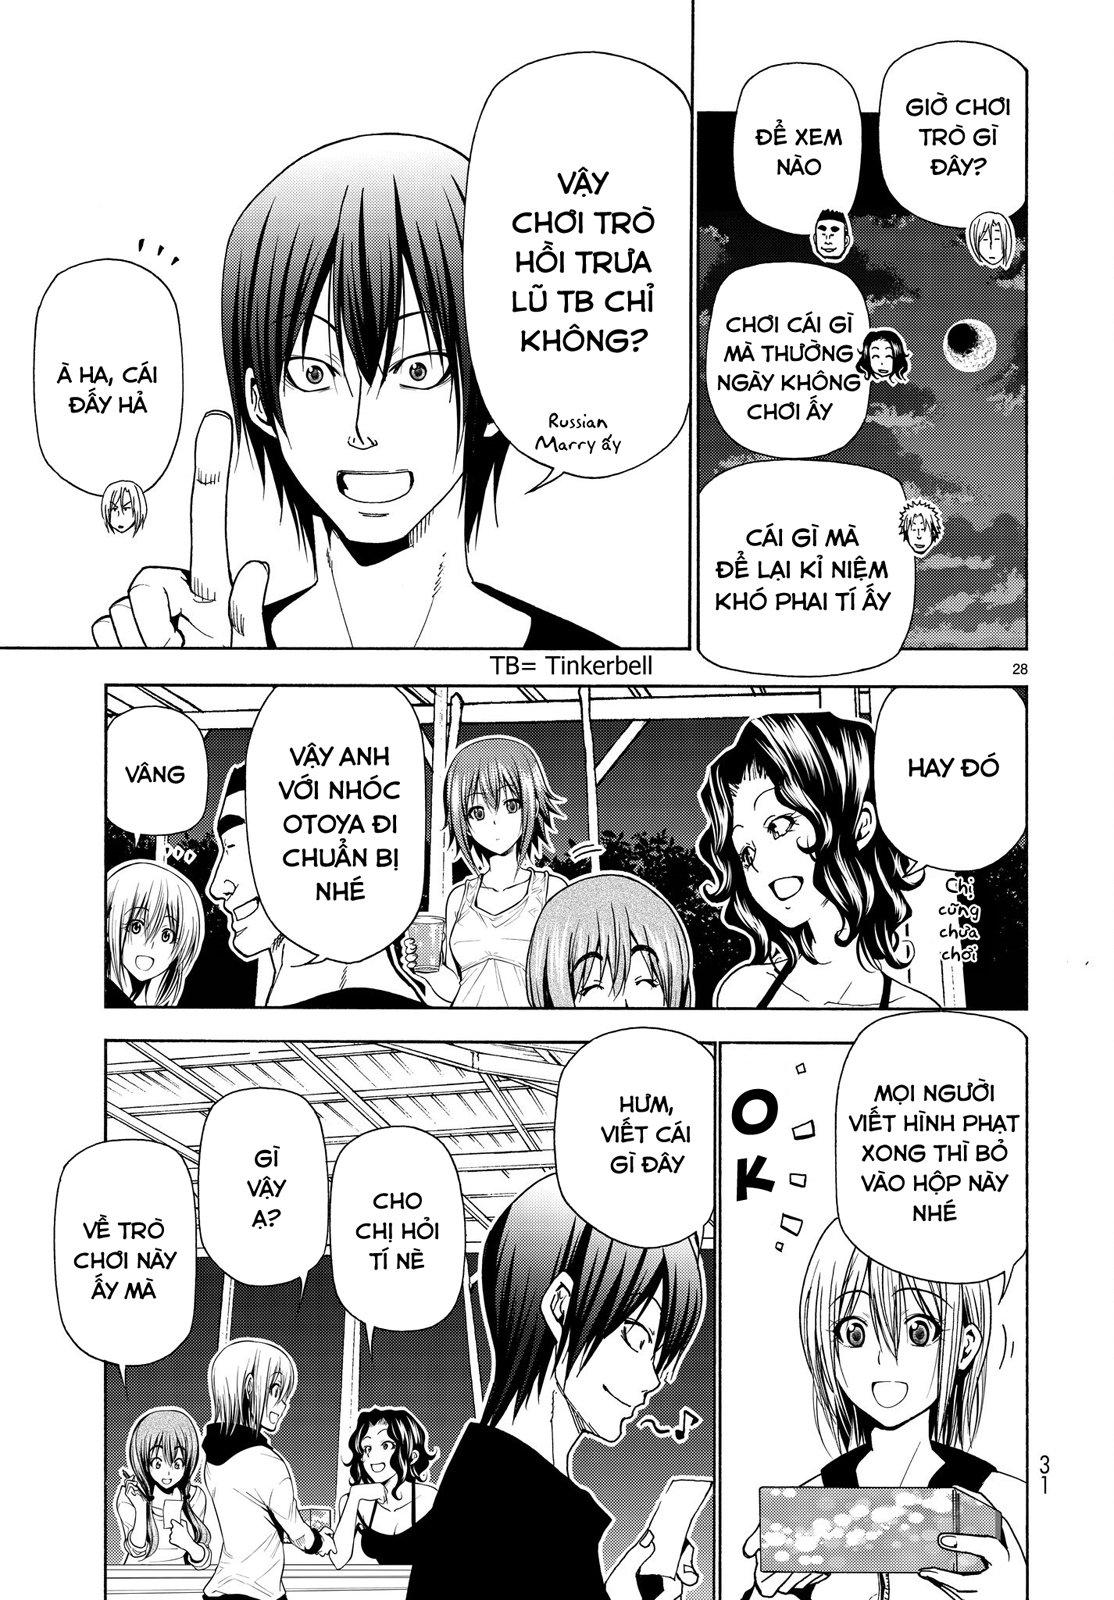 GIỜ CHƠI
TRÒ GÌ
ĐÂY?
ĐỂ XEM
NÀO
CHƠI CÁI GÌ
MÀ THƯỜNG
NGÀY KHÔNG
CHƠI ẤY
CÁI GÌ MÀ
ĐỂ LẠI KỈ NIỆM
KHÓ PHAI TÍ ẤY
VẬY
CHƠI TRÒ
HỒI TRƯA
LŨ TB CHỈ
KHÔNG?
Russian
Marry ấy
À HA, CÁI
ĐẤY HẢ
TB= Tinkerbell
28
HAY ĐÓ
Chị
cũng
chưa
chơi
VẬY ANH
VỚI NHÓC
OTOYA ĐI
CHUẨN BỊ
NHÉ
VÂNG
MỌI NGƯỜI
VIẾT HÌNH PHẠT
XONG THÌ BỎ
VÀO HỘP NÀY
NHÉ
OK
HƯM,
VIẾT CÁI
GÌ ĐÂY
CHO
CHỊ HỎI
TÍ NÈ
GÌ
VẬY
Ạ?
VỀ TRÒ
CHƠI NÀY
ẤY MÀ
31